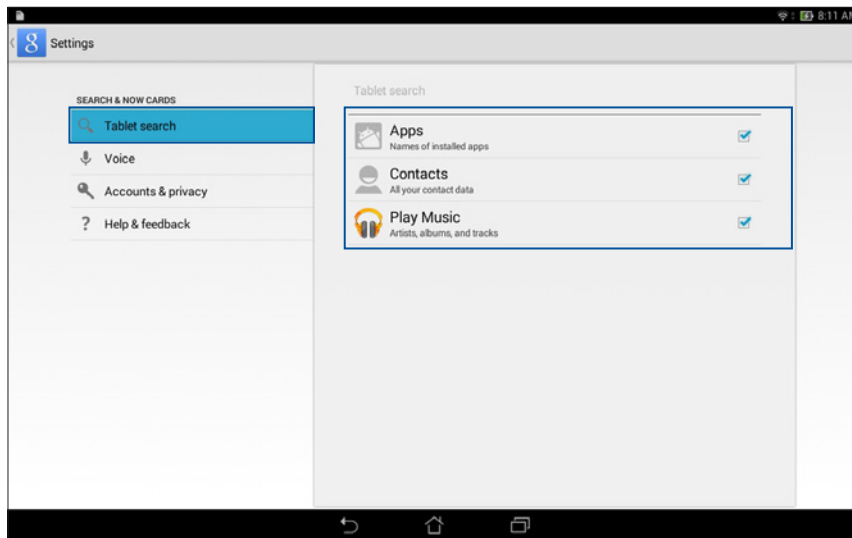 8:11 AM
8 Settings
SEARCH & NOW CARDS
Tablet search
Voice
Accounts & privacy
? Help & feedback
Tablet search
Apps
Names of installed apps
Contacts
All your contact data
Play Music
Artists, albums, and tracks